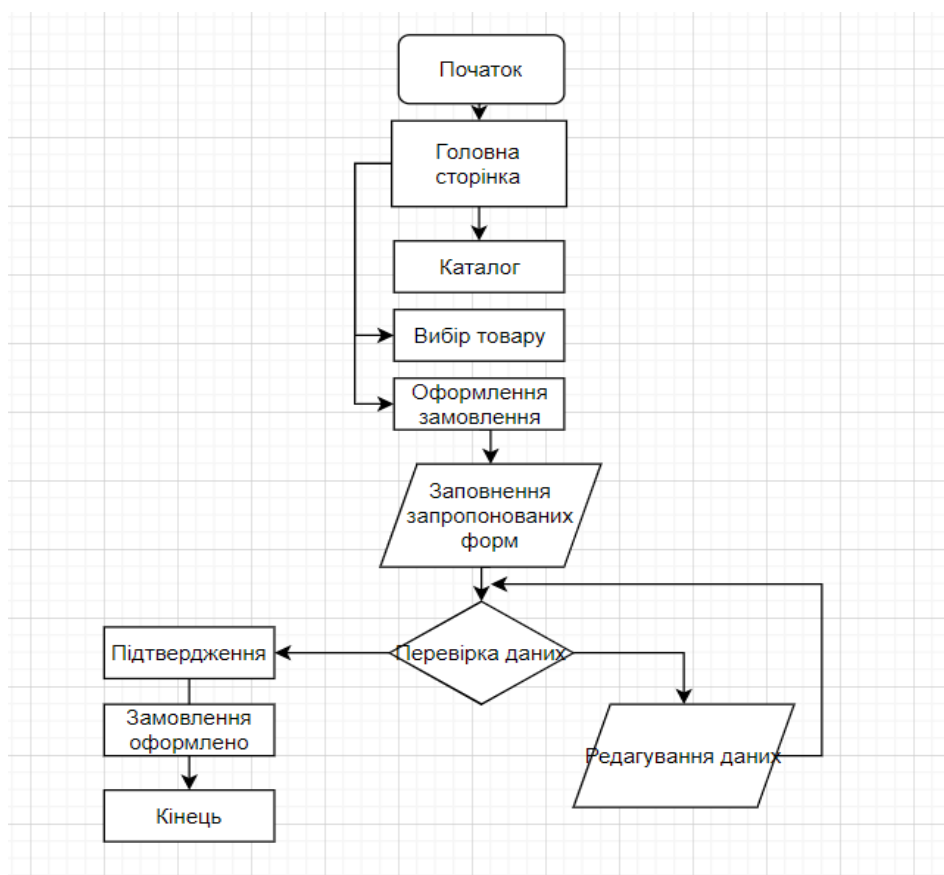 Початок
Головна
сторінка
Каталог
Вибір товару
Оформлення
замовлення
Заповнення
запропонованих
форм
Перевірка даних
Підтвердження
Замовлення
оформлено
Редагування даних
Кінець